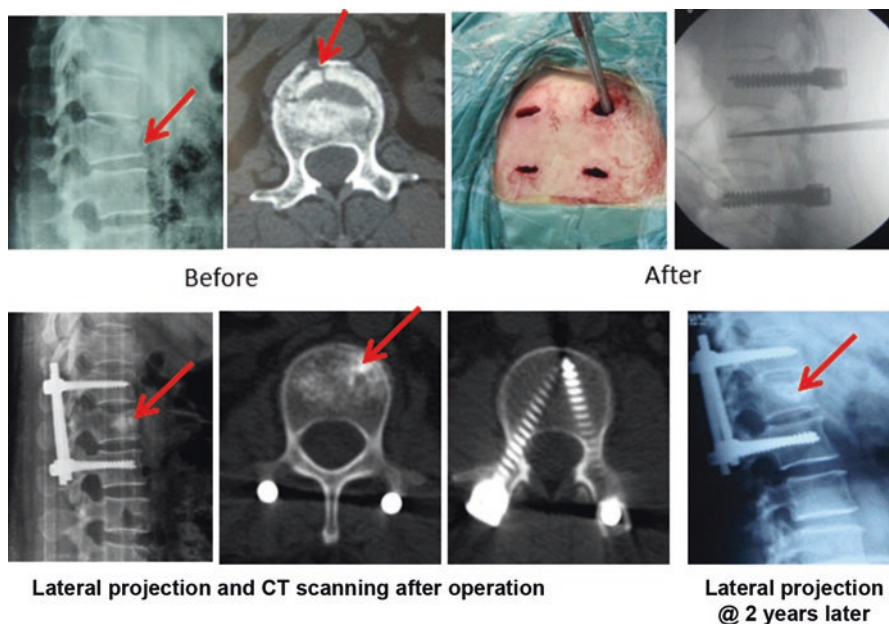 Before
After
Lateral projection and CT scanning after operation
Lateral projection
@ 2 years later